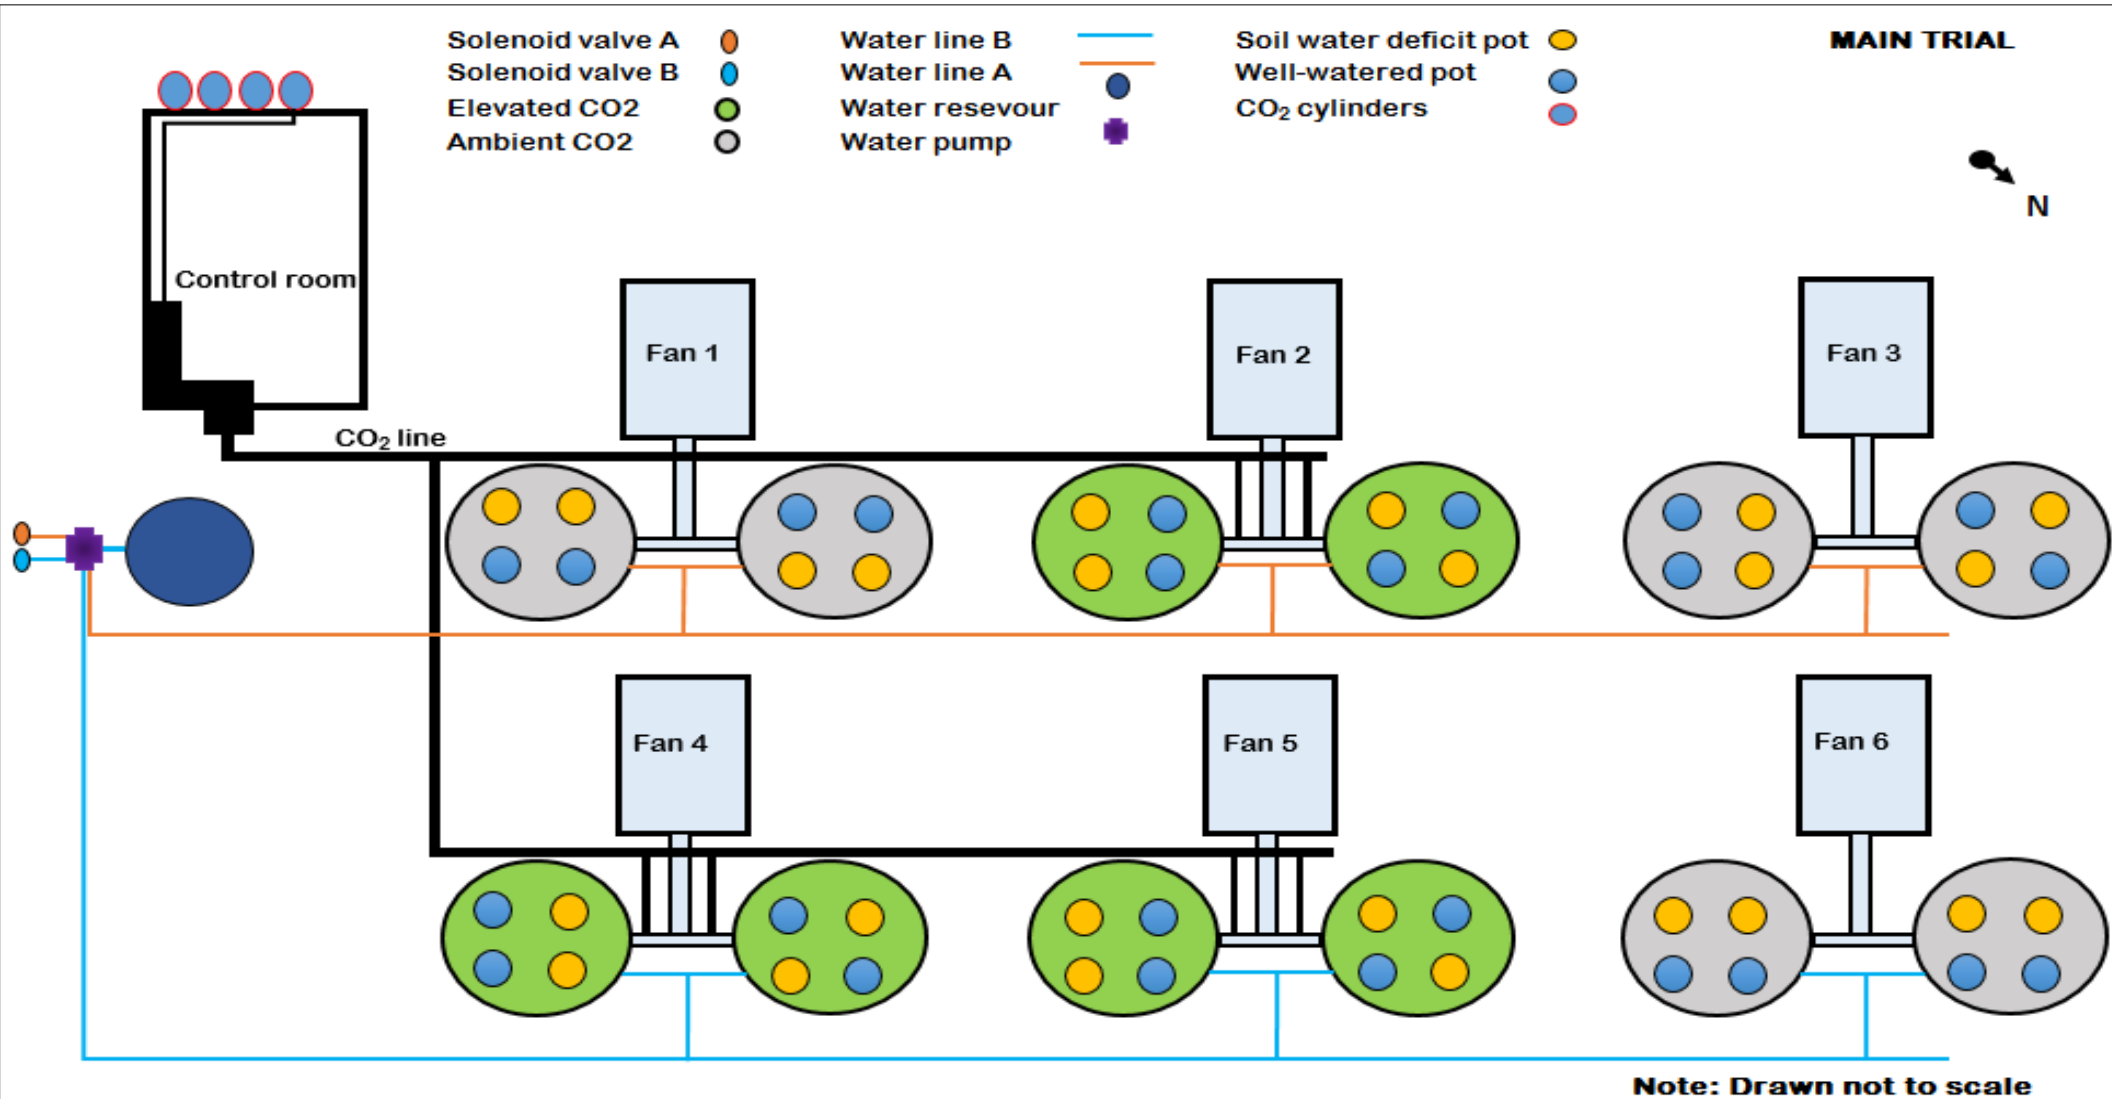 Solenoid valve A
Solenoid valve B
Elevated CO2
Ambient CO2
Water line B
Water line A
Water resevour
Water pump
Soil water deficit pot
Well-watered pot
CO₂ cylinders
MAIN TRIAL
N
Control room
CO₂ line
Fan 1
Fan 2
Fan 3
Fan 4
Fan 5
Fan 6
Note: Drawn not to scale